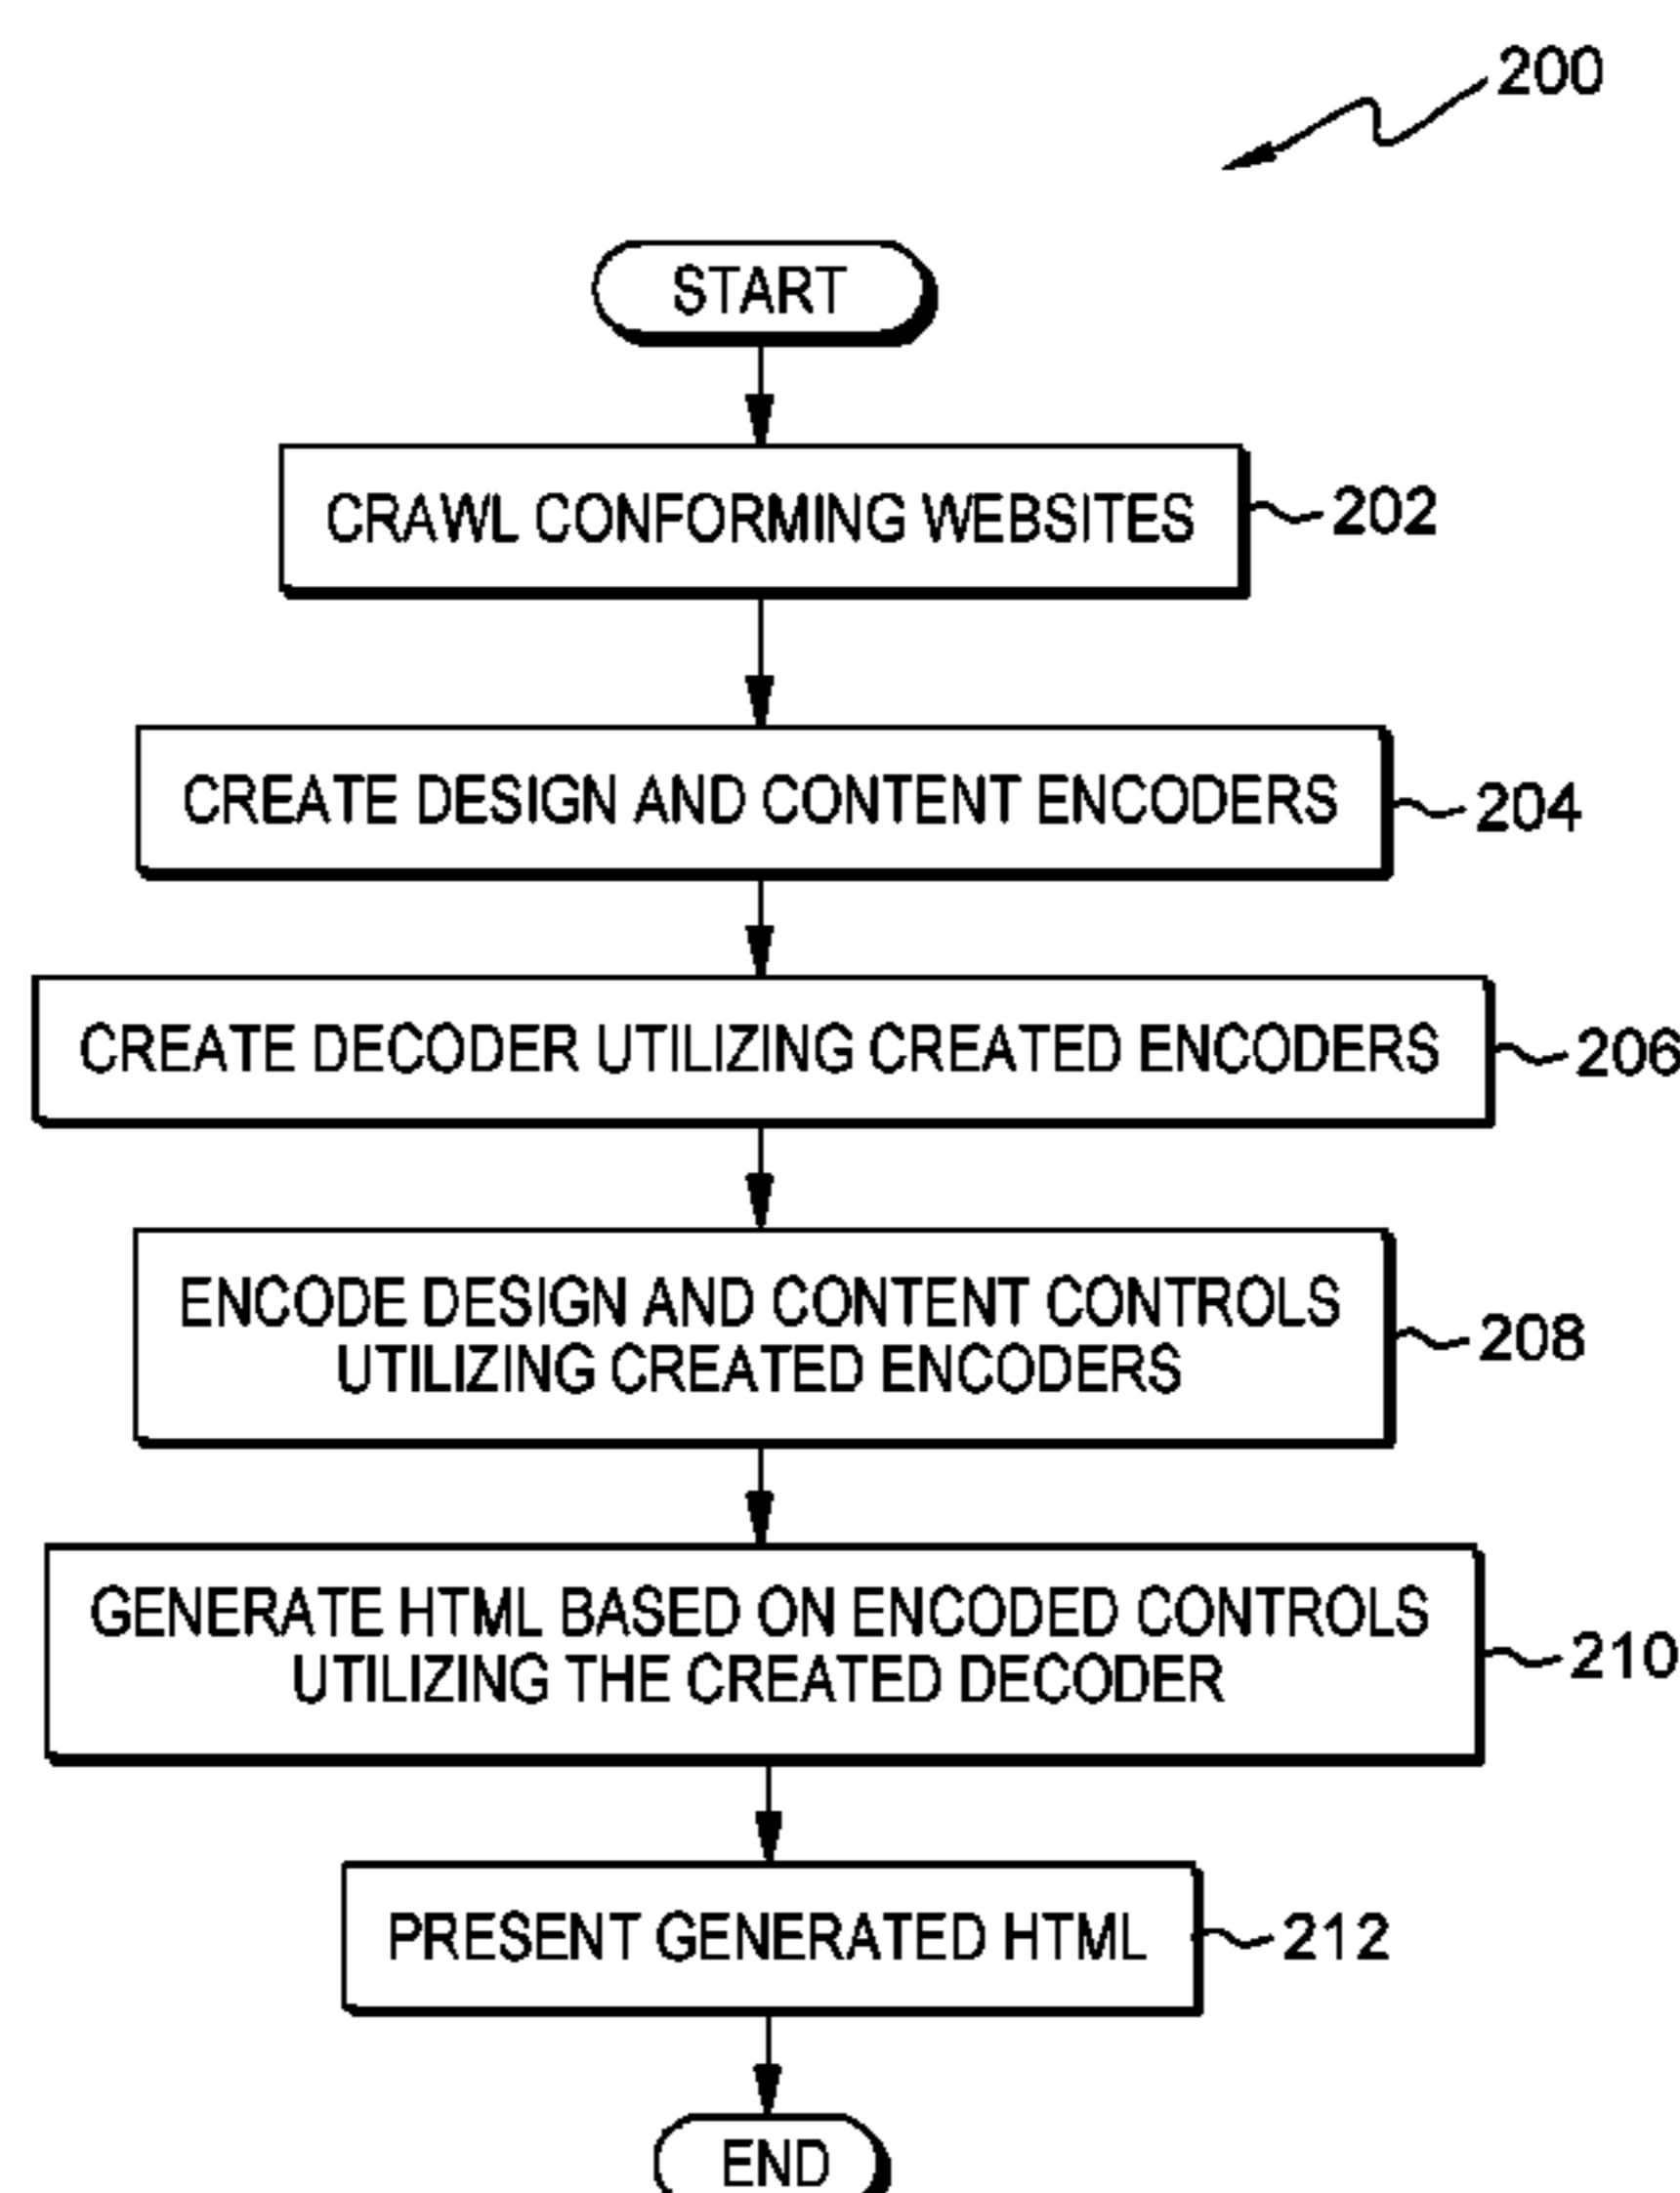 200
START
CRAWL CONFORMING WEBSITES
202
CREATE DESIGN AND CONTENT ENCODERS
204
CREATE DECODER UTILIZING CREATED ENCODERS
206
ENCODE DESIGN AND CONTENT CONTROLS
UTILIZING CREATED ENCODERS
208
GENERATE HTML BASED ON ENCODED CONTROLS
UTILIZING THE CREATED DECODER
210
PRESENT GENERATED HTML
212
END